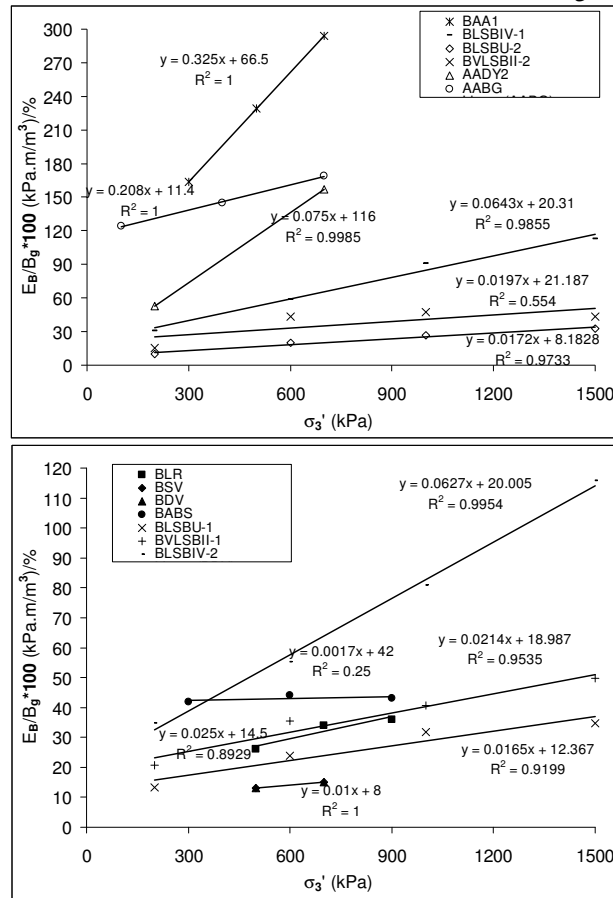 300
270
240
210
180
150
120
90
60
30
0
E_B/B_g*100 (kPa.m/m³)/%
BAA1
BLSBIV-1
BLSBU-2
BVLSBII-2
AADY2
AABG
y = 0.325x + 66.5
R² = 1
y = 0.208x + 11.4
R² = 1
y = 0.075x + 116
R² = 0.9985
y = 0.0643x + 20.31
R² = 0.9855
y = 0.0197x + 21.187
R² = 0.554
y = 0.0172x + 8.1828
R² = 0.9733
0 300 600 900 1200 1500
σ₃' (kPa)
120
110
100
90
80
70
60
50
40
30
20
10
0
E_B/B_g*100 (kPa.m/m³)/%
BLR
BSV
BDV
BABS
BLSBU-1
BVLSBII-1
BLSBIV-2
y = 0.0627x + 20.005
R² = 0.9954
y = 0.0017x + 42
R² = 0.25
y = 0.0214x + 18.987
R² = 0.9535
y = 0.025x + 14.5
R² = 0.8929
y = 0.0165x + 12.367
R² = 0.9199
y = 0.01x + 8
R² = 1
0 300 600 900 1200 1500
σ₃' (kPa)